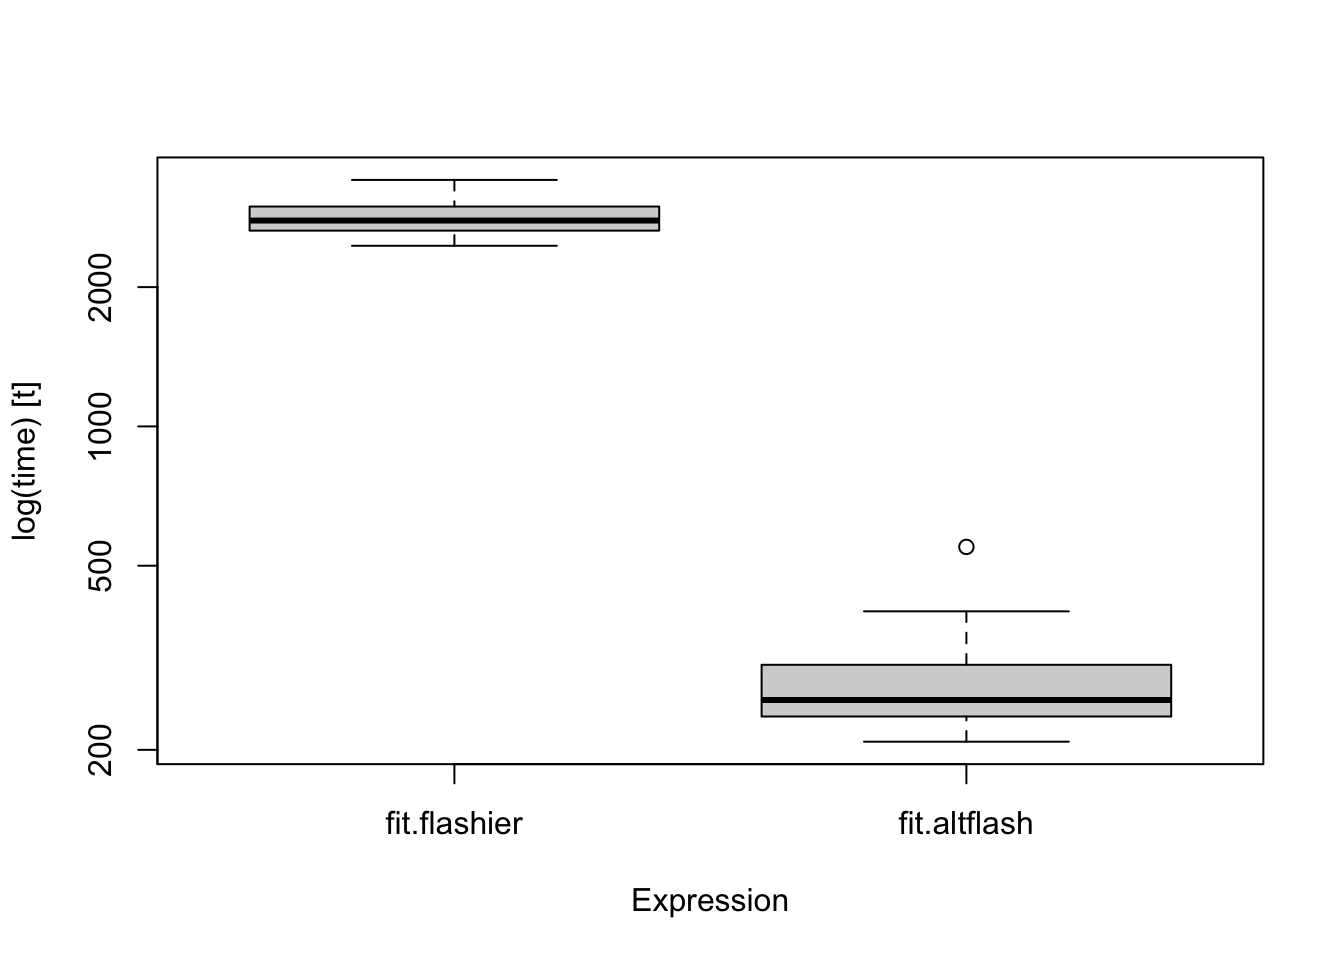 log(time) [t]
2000
1000
500
200
fit.flashier
fit.altflash
Expression